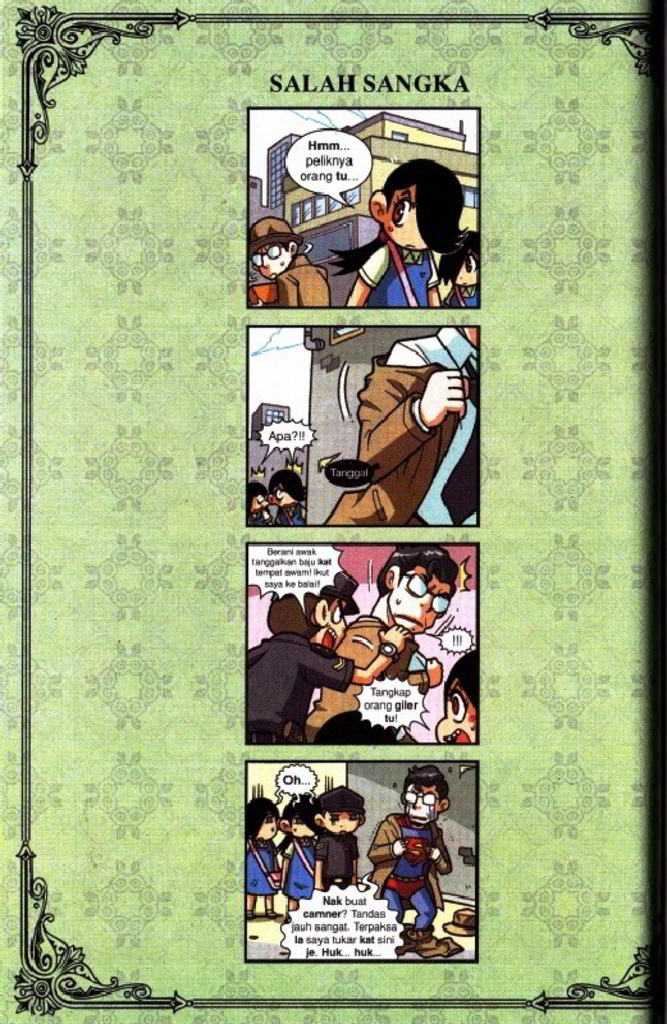 SALAH SANGKA
Hmm...
peliknya
orang tu...
Apa?!!
Tanggal
Berani awak
tanggalkan baju kat
tempat awam! Ikut
saya ke balai!
!!!
Tangkap
orang giler
tu!
Oh...
Nak buat
camner? Tandas
jauh sangat. Terpaksa
la saya tukar kat sini
je. Huk... huk...